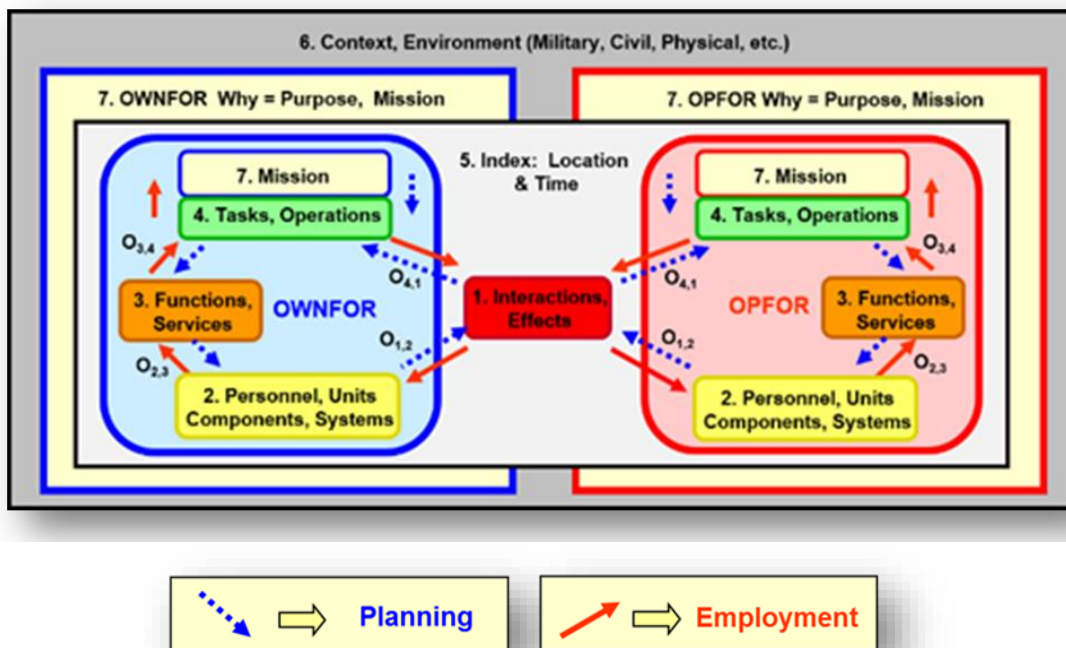 6. Context, Environment (Military, Civil, Physical, etc.)
7. OWNFOR Why = Purpose, Mission
7. OPFOR Why = Purpose, Mission
5. Index: Location
& Time
7. Mission
4. Tasks, Operations
O3,4
O4,1
3. Functions,
Services
OWNFOR
O1,2
O2,3
2. Personnel, Units
Components, Systems
1. Interactions,
Effects
7. Mission
4. Tasks, Operations
O3,4
O4,1
OPFOR
3. Functions,
Services
O1,2
O2,3
2. Personnel, Units
Components, Systems
Planning
Employment